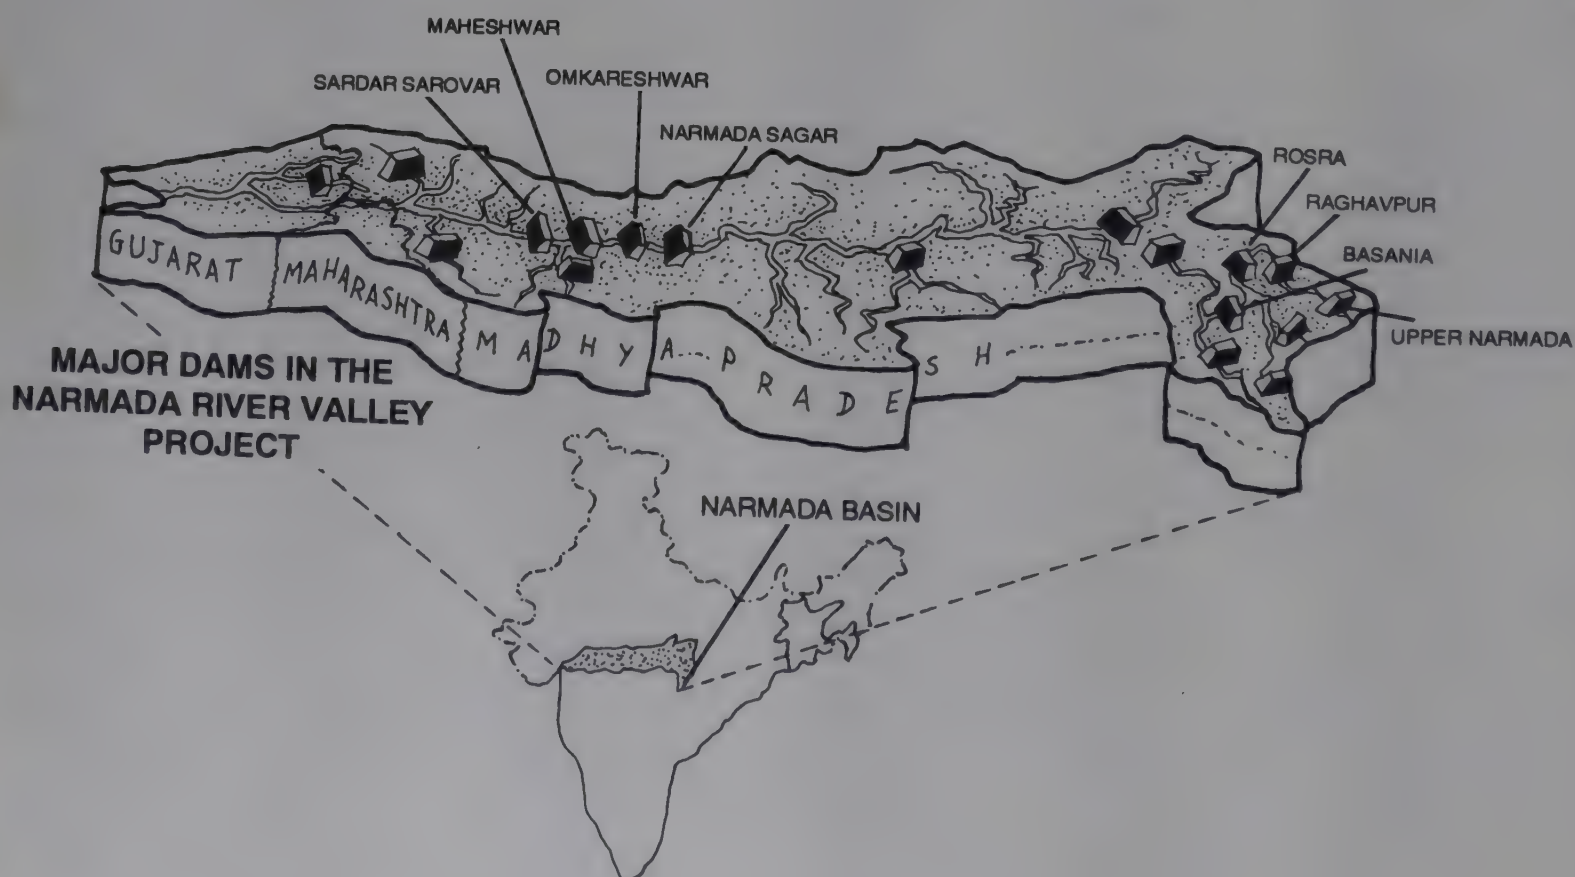 MAHESHWAR
SARDAR SAROVAR
OMKARESHWAR
NARMADA SAGAR
ROSRA
RAGHAVPUR
BASANIA
UPPER NARMADA
GUJARAT
MAHARASHTRA
MADHYA PRADESH
MAJOR DAMS IN THE
NARMADA RIVER VALLEY
PROJECT
NARMADA BASIN